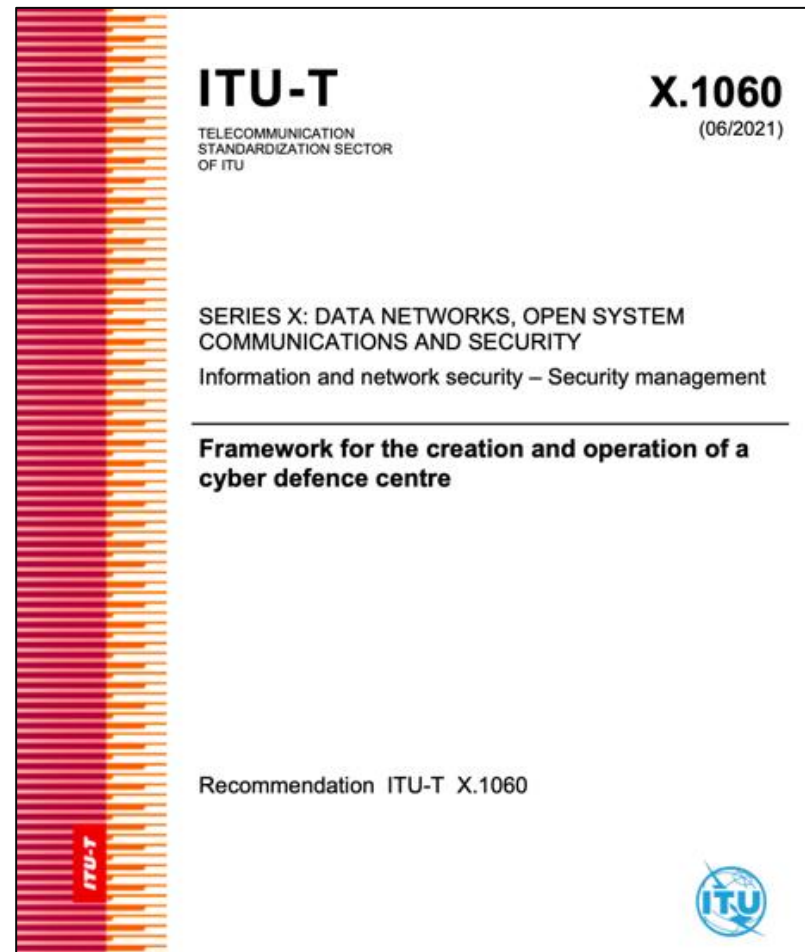 ITU-T
X.1060
TELECOMMUNICATION
STANDARDIZATION SECTOR
OF ITU
(06/2021)
SERIES X: DATA NETWORKS, OPEN SYSTEM
COMMUNICATIONS AND SECURITY
Information and network security – Security management
Framework for the creation and operation of a
cyber defence centre
Recommendation ITU-T X.1060
ITU-T
ITU